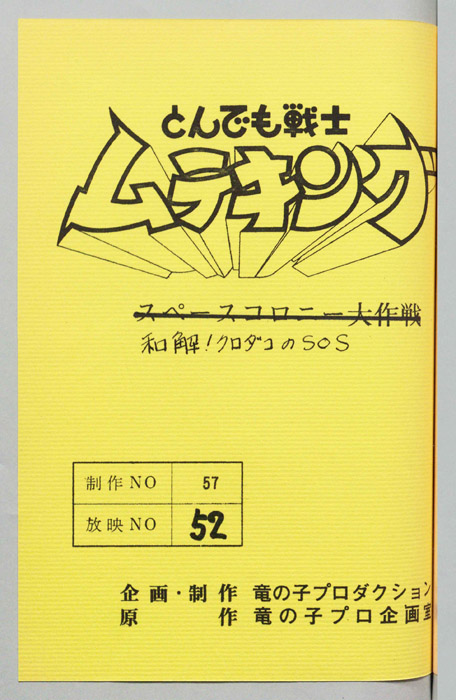 とんでも戦士
ムテキング
スペースコロニー大作戦
和解!クロダコのSOS
制作NO 57
放映NO 52
企画・制作 竜の子プロダクション
原作 竜の子プロ企画室